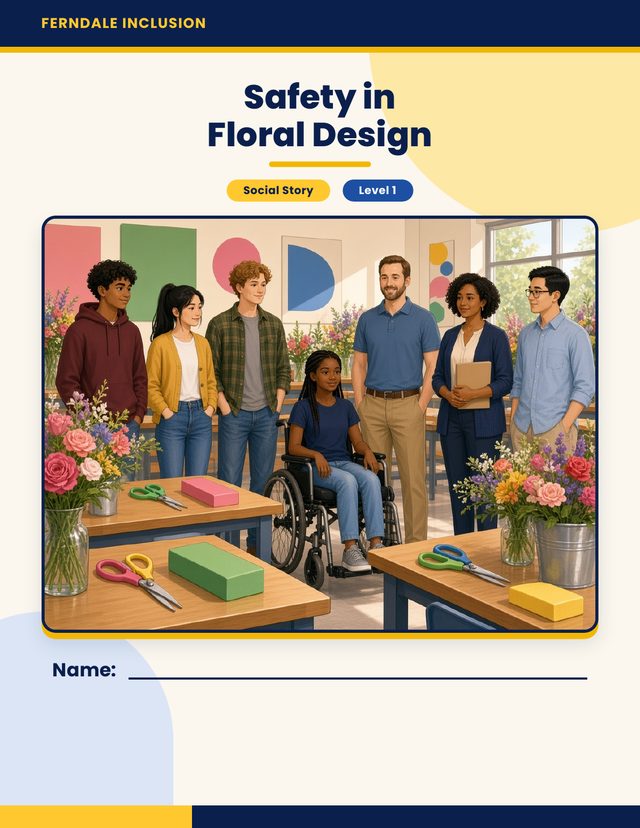 FERNDALE INCLUSION
Safety in
Floral Design
Social Story
Level 1
Name: